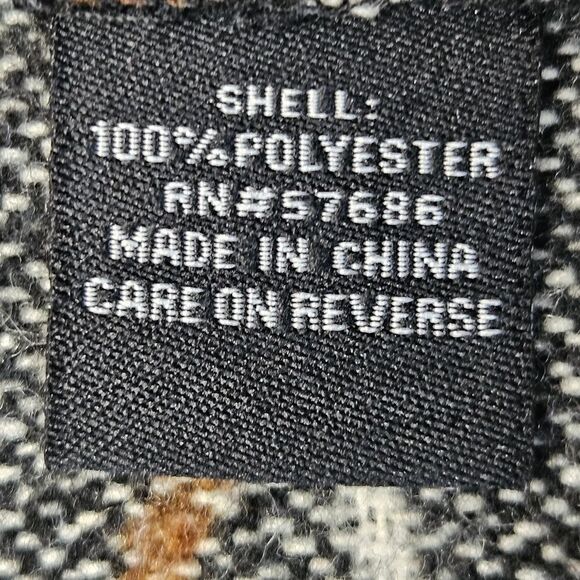 SHELL:
100% POLYESTER
RN#57686
MADE IN CHINA
CARE ON REVERSE